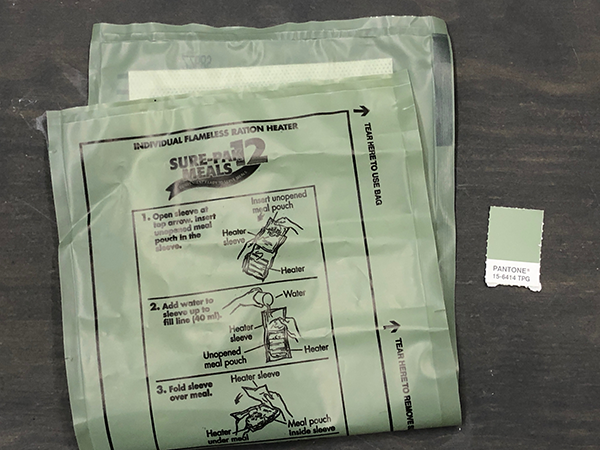 INDIVIDUAL FLAMELESS RATION HEATER
SURE-PAK 12
MEALS
TEAR HERE TO USE BAG
1. Open sleeve at
top arrow. Insert
unopened meal
pouch in the
sleeve.
Insert unopened
meal pouch
Heater
sleeve
Heater
2. Add water to
sleeve up to
fill line (40 ml).
Water
Heater
sleeve
Unopened
meal pouch
Heater
TEAR HERE TO REMOVE
3. Fold sleeve
over meal.
Heater sleeve
Heater
under meal
Meal pouch
inside sleeve
PANTONE®
15-6414 TPG